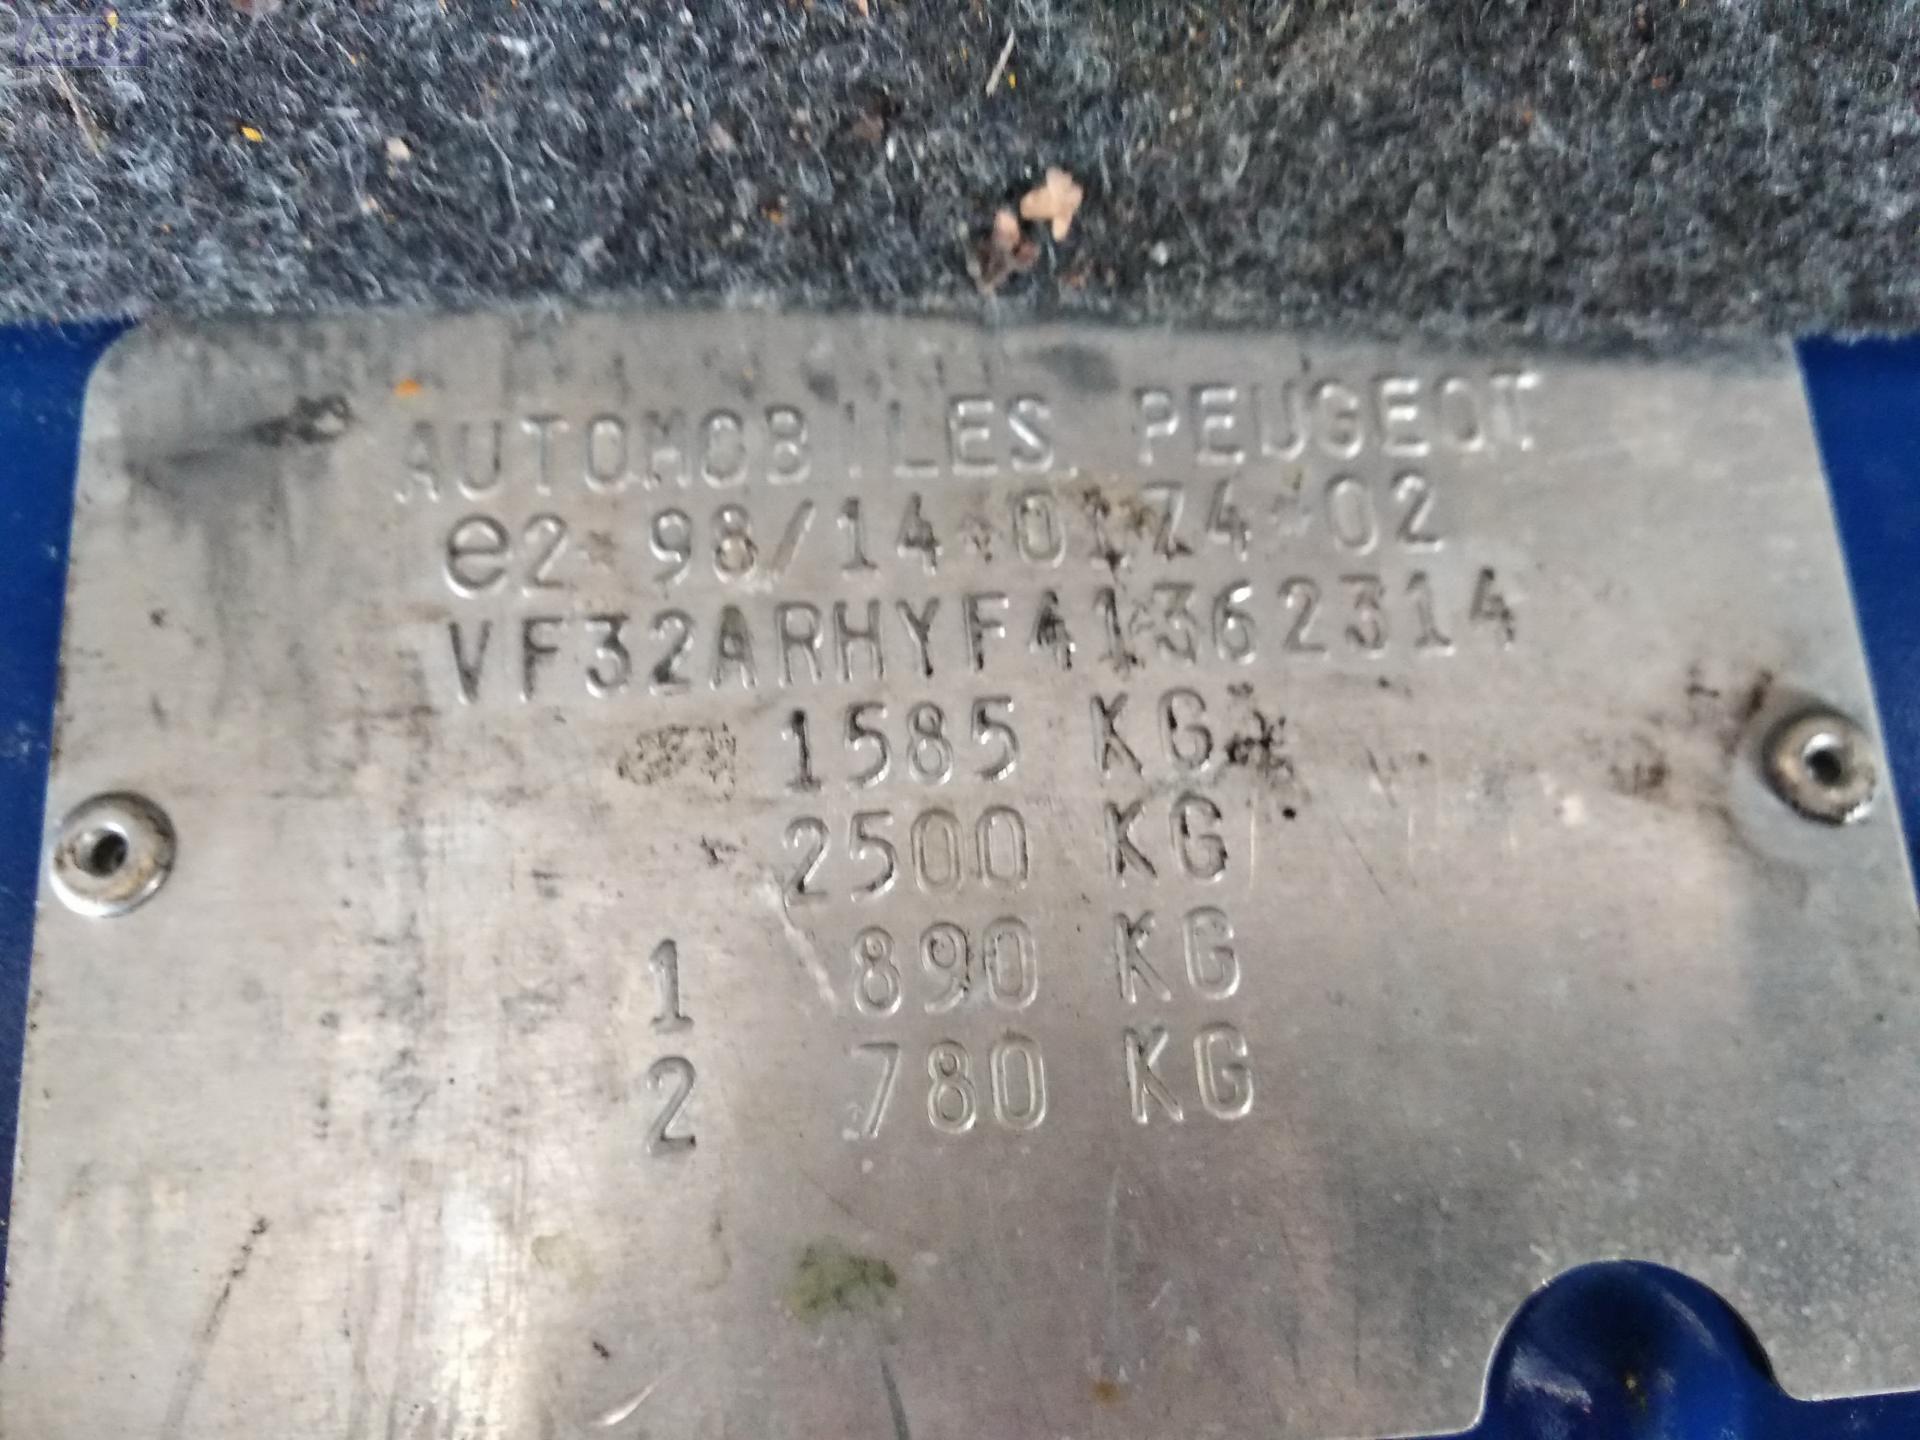 AUTOMOBILES. PEUGEOT
e2*98/14*0174*02
VF32ARHYF41362314
1585 KG
2500 KG
1 890 KG
2 780 KG